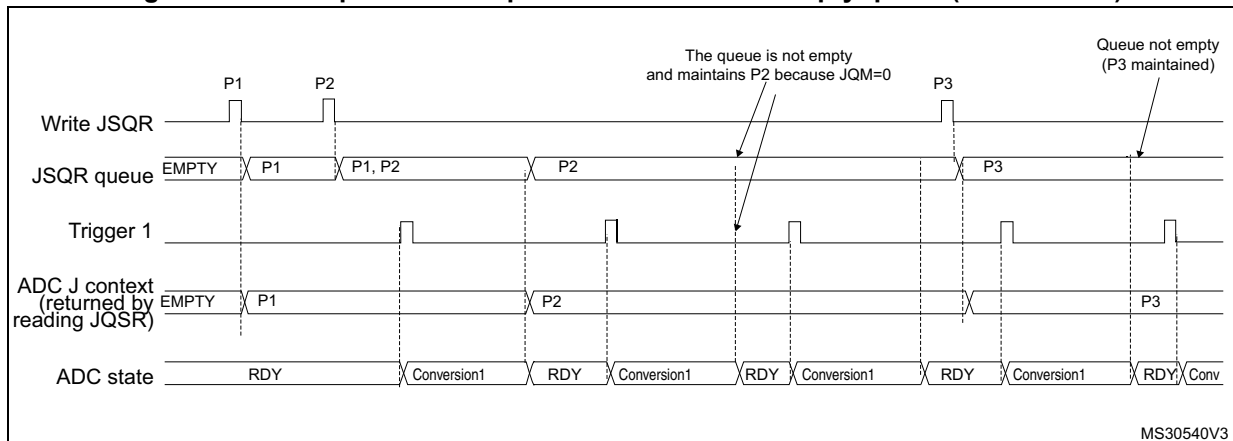 The queue is not empty
and maintains P2 because JQM=0
Queue not empty
(P3 maintained)
P1 P2 P3
Write JSQR
JSQR queue EMPTY P1 P1, P2 P2 P3
Trigger 1
ADC J context
(returned by
reading JQSR)
EMPTY P1 P2 P3
ADC state RDY Conversion1 RDY Conversion1 RDY Conversion1 RDY Conversion1 RDY Conv
MS30540V3